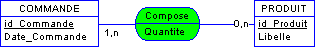 COMMANDE
id_Commande
Date_Commande
1,n
Compose
Quantite
0,n
PRODUIT
id_Produit
Libelle